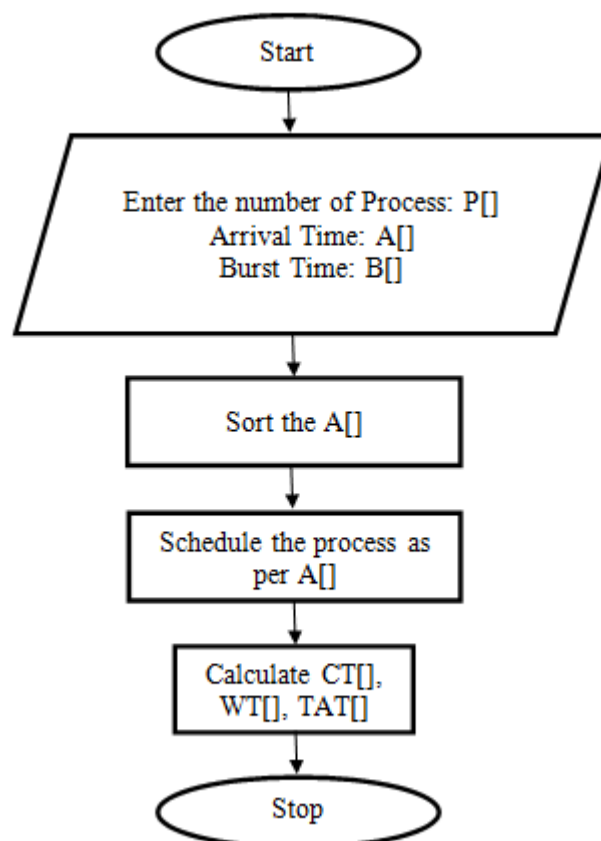 Start
Enter the number of Process: P[]
Arrival Time: A[]
Burst Time: B[]
Sort the A[]
Schedule the process as
per A[]
Calculate CT[],
WT[], TAT[]
Stop